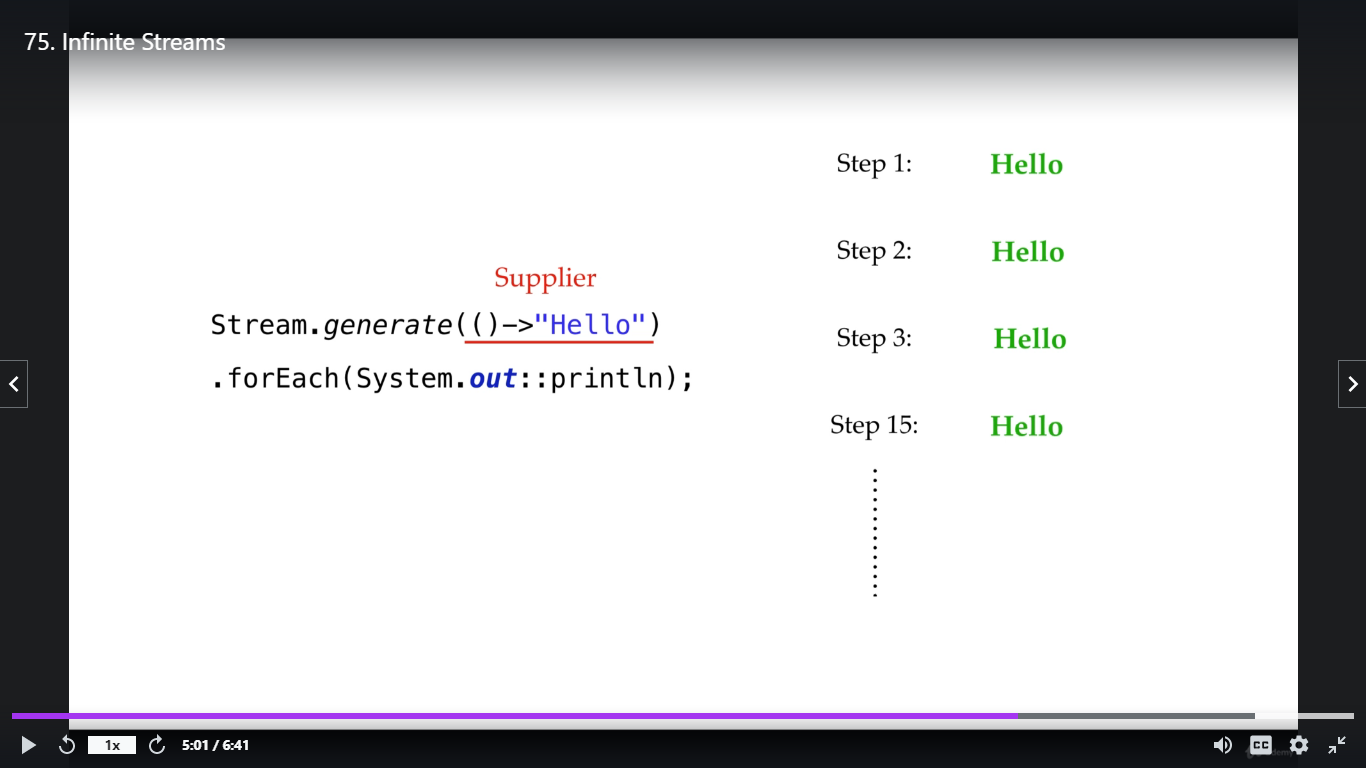 75. Infinite Streams
Supplier
Stream.generate(()->"Hello")
.forEach(System.out::println);
Step 1: Hello
Step 2: Hello
Step 3: Hello
Step 15: Hello
1x
5:01 / 6:41
CC